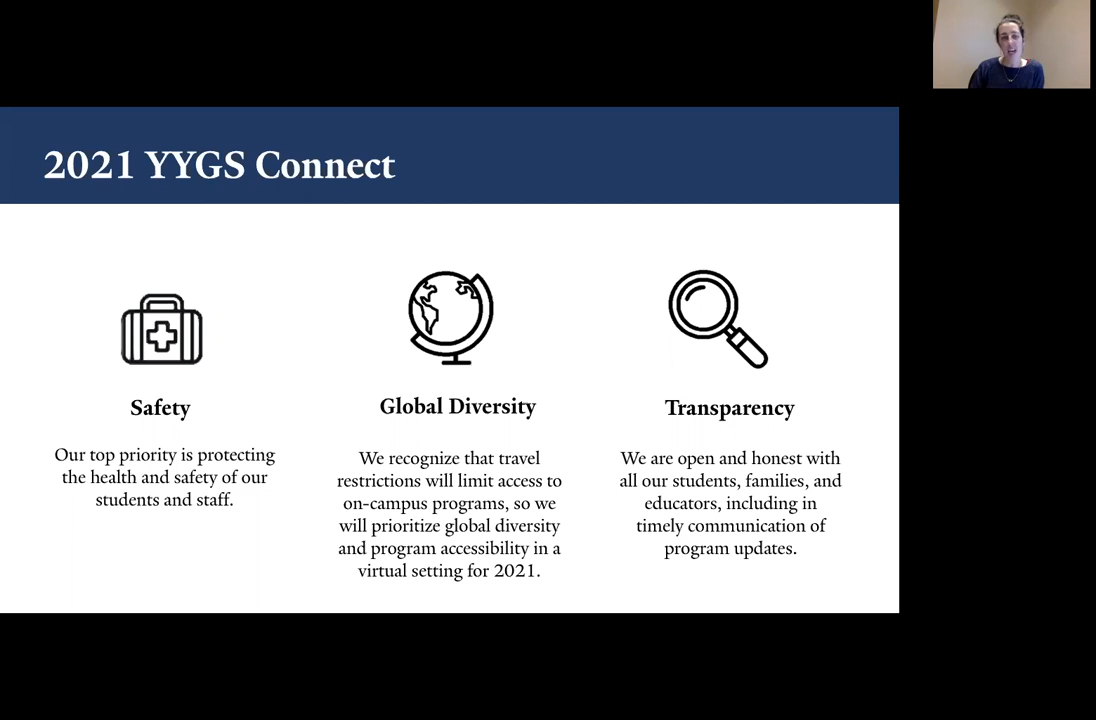 2021 YYGS Connect
Safety
Our top priority is protecting
the health and safety of our
students and staff.
Global Diversity
We recognize that travel
restrictions will limit access to
on-campus programs, so we
will prioritize global diversity
and program accessibility in a
virtual setting for 2021.
Transparency
We are open and honest with
all our students, families, and
educators, including in
timely communication of
program updates.